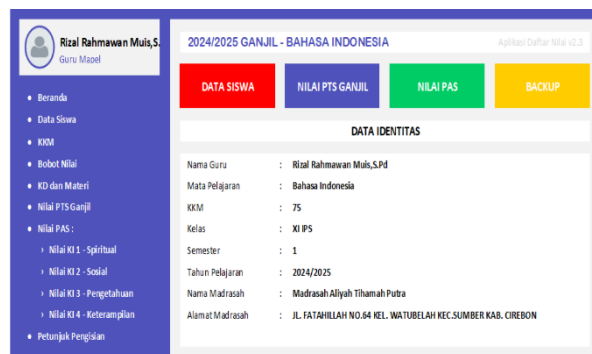 Rizal Rahmawan Muis,S.
Guru Mapel
Beranda
Data Siswa
KKM
Bobot Nilai
KD dan Materi
Nilai PTS Ganjil
Nilai PAS :
› Nilai KI 1 - Spiritual
› Nilai KI 2 - Sosial
› Nilai KI 3 - Pengetahuan
› Nilai KI 4 - Keterampilan
Petunjuk Pengisian
2024/2025 GANJIL - BAHASA INDONESIA
Aplikasi Daftar Nilai v2.3
DATA SISWA
NILAI PTS GANJIL
NILAI PAS
BACKUP
DATA IDENTITAS
Nama Guru : Rizal Rahmawan Muis,S.Pd
Mata Pelajaran : Bahasa Indonesia
KKM : 75
Kelas : XI IPS
Semester : 1
Tahun Pelajaran : 2024/2025
Nama Madrasah : Madrasah Aliyah Tihamah Putra
Alamat Madrasah : JL. FATAHILLAH NO.64 KEL. WATUBELAH KEC.SUMBER KAB. CIREBON